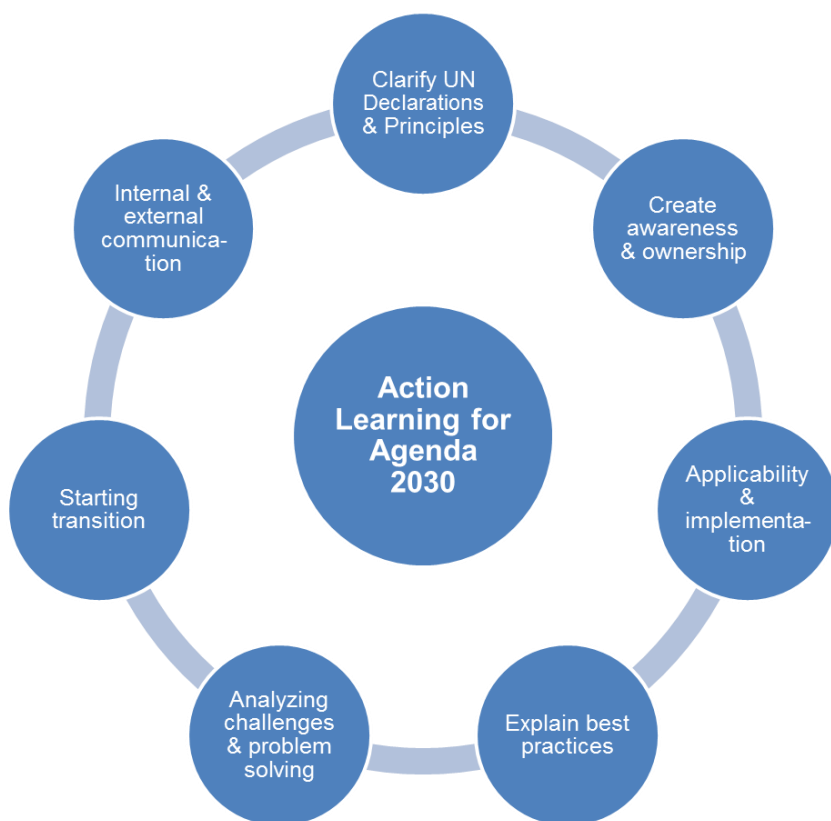 Clarify UN
Declarations
& Principles
Create
awareness
& ownership
Applicability
&
implementa-
tion
Explain best
practices
Analyzing
challenges
& problem
solving
Starting
transition
Internal &
external
communica-
tion
Action
Learning for
Agenda
2030